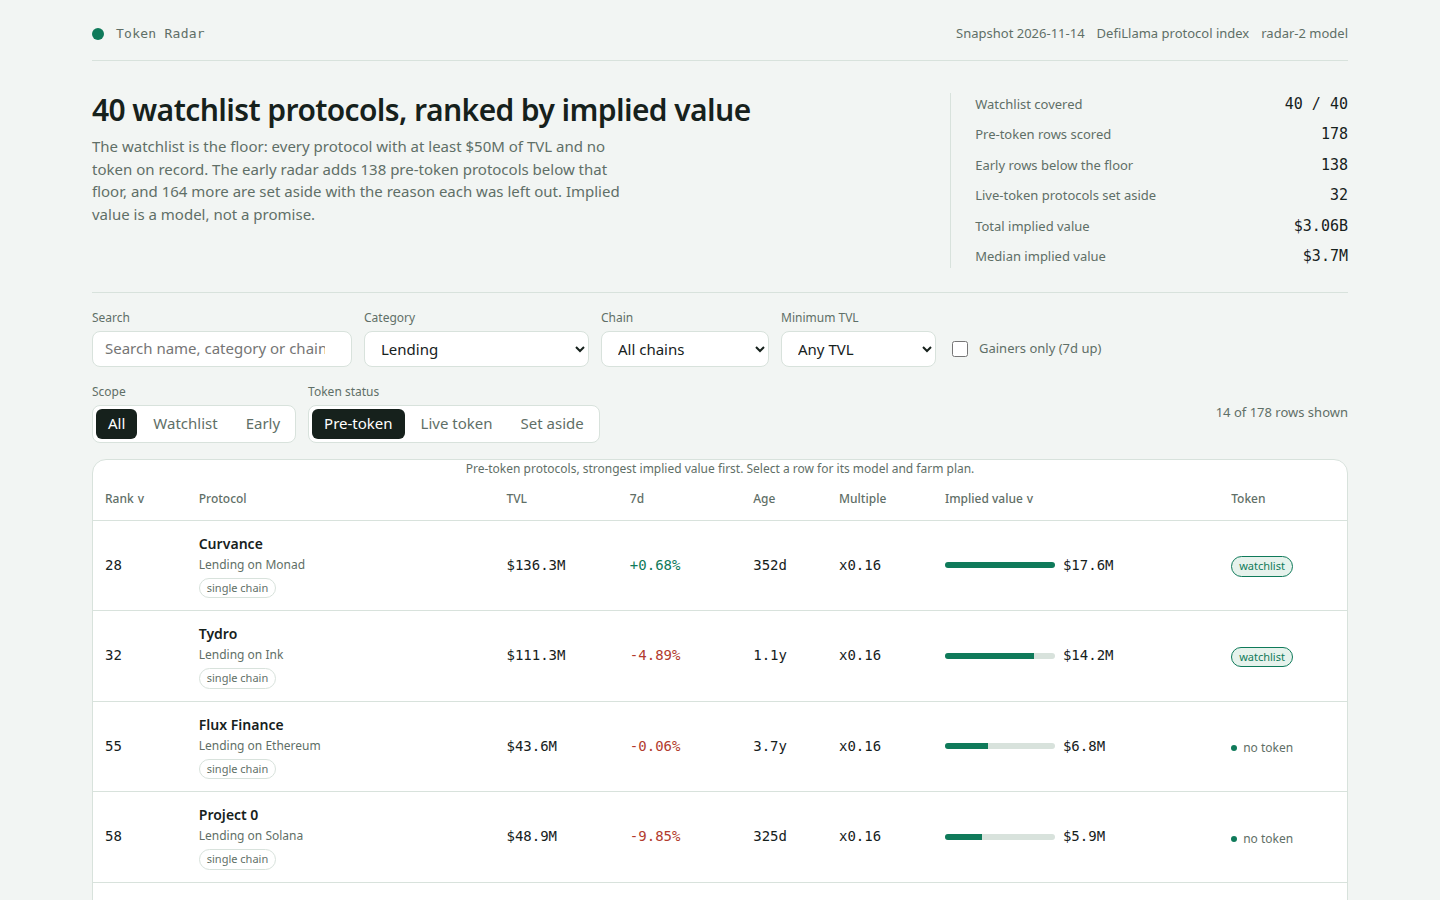 Token Radar
Snapshot 2026-11-14 DefiLlama protocol index radar-2 model
40 watchlist protocols, ranked by implied value
The watchlist is the floor: every protocol with at least $50M of TVL and no
token on record. The early radar adds 138 pre-token protocols below that
floor, and 164 more are set aside with the reason each was left out. Implied
value is a model, not a promise.
Watchlist covered 40 / 40
Pre-token rows scored 178
Early rows below the floor 138
Live-token protocols set aside 32
Total implied value $3.06B
Median implied value $3.7M
Search Category Chain Minimum TVL
Search name, category or chain Lending All chains Any TVL Gainers only (7d up)
Scope Token status
All Watchlist Early Pre-token Live token Set aside
14 of 178 rows shown
Pre-token protocols, strongest implied value first. Select a row for its model and farm plan.
Rank v Protocol TVL 7d Age Multiple Implied value v Token
Curvance
28 Lending on Monad $136.3M +0.68% 352d x0.16 $17.6M watchlist
single chain
Tydro
32 Lending on Ink $111.3M -4.89% 1.1y x0.16 $14.2M watchlist
single chain
Flux Finance
55 Lending on Ethereum $43.6M -0.06% 3.7y x0.16 $6.8M no token
single chain
Project 0
58 Lending on Solana $48.9M -9.85% 325d x0.16 $5.9M no token
single chain